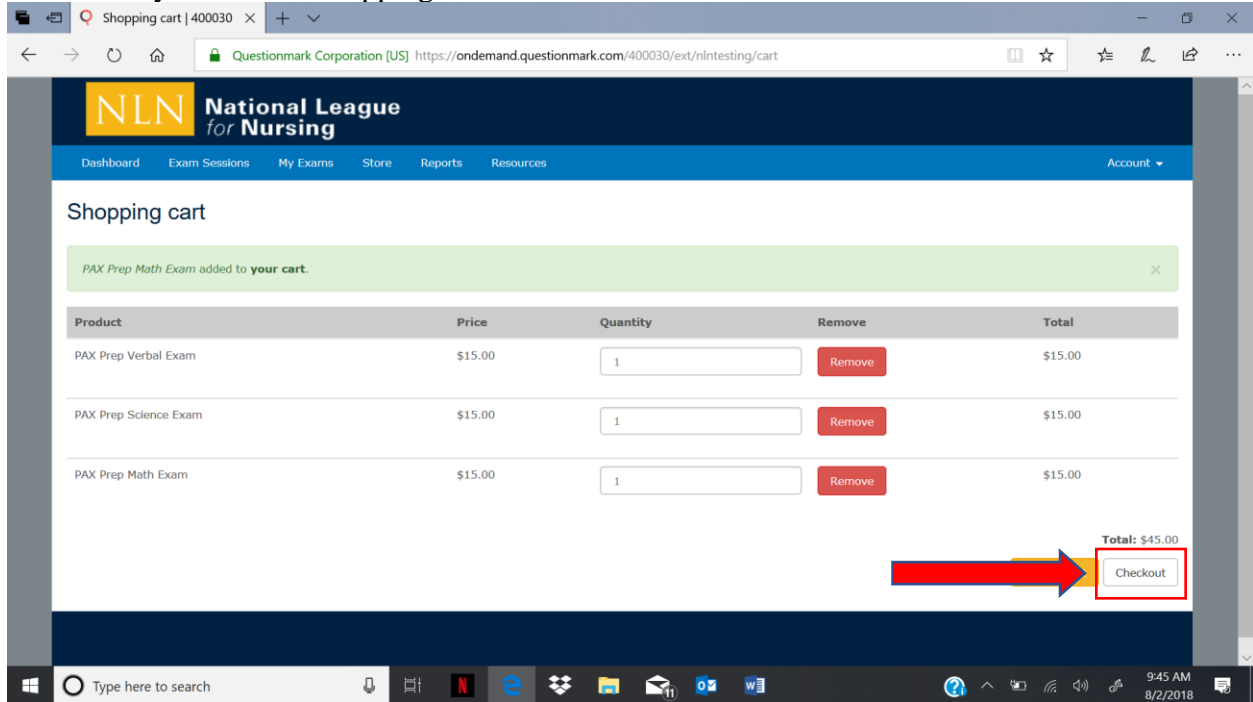 Shopping cart | 400030
Questionmark Corporation [US] https://ondemand.questionmark.com/400030/ext/nlntesting/cart
NLN National League
for Nursing
Dashboard Exam Sessions My Exams Store Reports Resources Account
Shopping cart
PAX Prep Math Exam added to your cart.
Product Price Quantity Remove Total
PAX Prep Verbal Exam $15.00 1 Remove $15.00
PAX Prep Science Exam $15.00 1 Remove $15.00
PAX Prep Math Exam $15.00 1 Remove $15.00
Total: $45.00
Checkout
Type here to search N 11 9:45 AM
8/2/2018